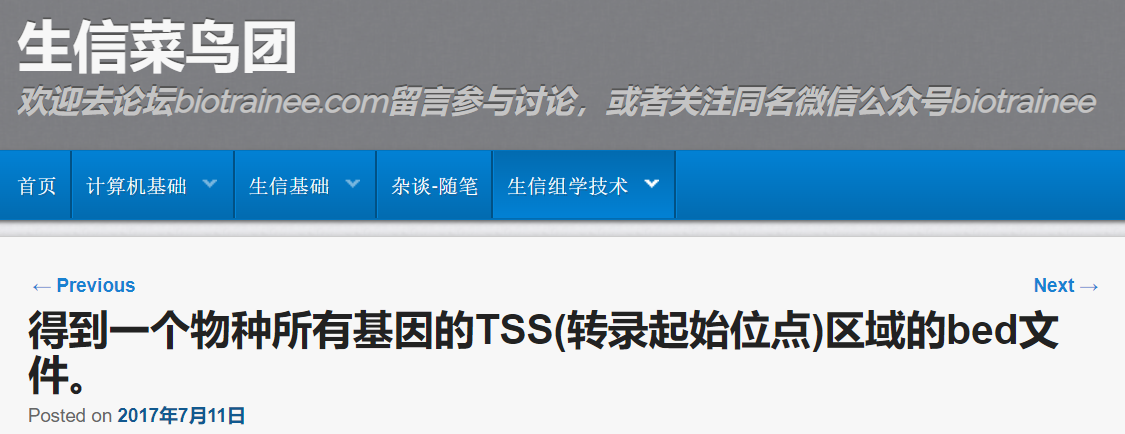 生信菜鸟团
欢迎去论坛biotrainee.com留言参与讨论，或者关注同名微信公众号biotrainee
首页 计算机基础 生信基础 杂谈-随笔 生信组学技术
← Previous Next →
得到一个物种所有基因的TSS(转录起始位点)区域的bed文
件。
Posted on 2017年7月11日